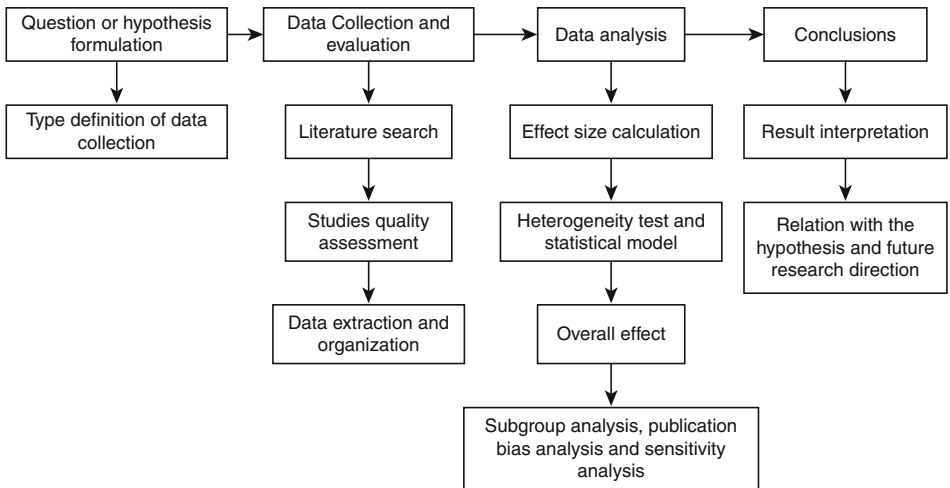 Question or hypothesis
formulation
Data Collection and
evaluation
Data analysis
Conclusions
Type definition of data
collection
Literature search
Effect size calculation
Result interpretation
Studies quality
assessment
Heterogeneity test and
statistical model
Relation with the
hypothesis and future
research direction
Data extraction and
organization
Overall effect
Subgroup analysis, publication
bias analysis and sensitivity
analysis